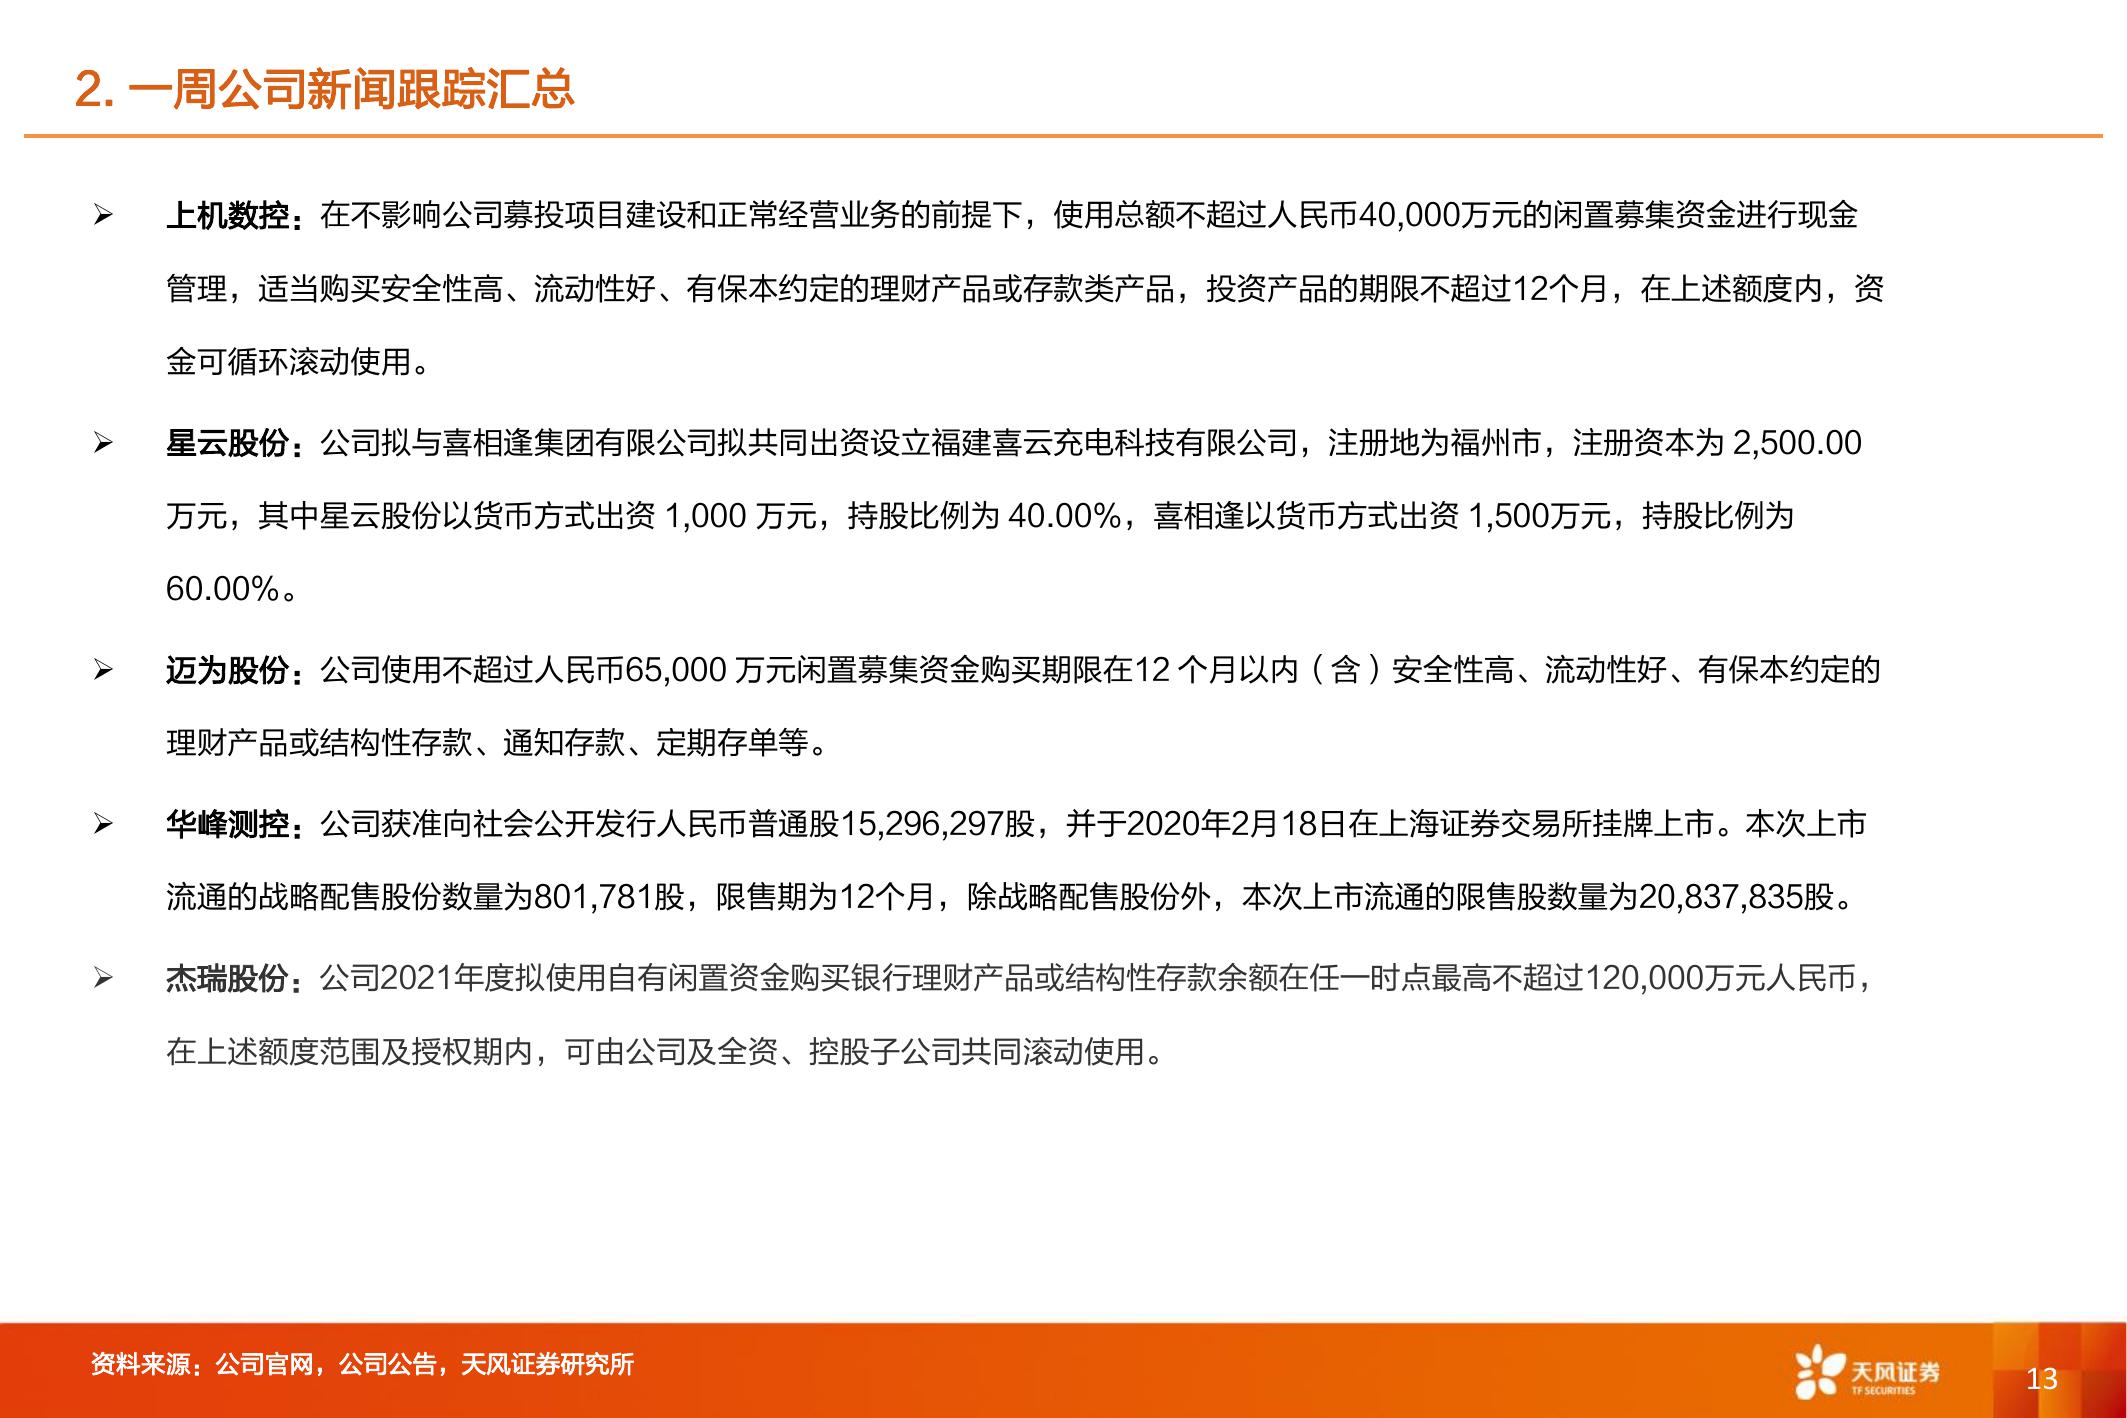 2. 一周公司新闻跟踪汇总
➢ 上机数控：在不影响公司募投项目建设和正常经营业务的前提下，使用总额不超过人民币40,000万元的闲置募集资金进行现金
管理，适当购买安全性高、流动性好、有保本约定的理财产品或存款类产品，投资产品的期限不超过12个月，在上述额度内，资
金可循环滚动使用。
➢ 星云股份：公司拟与喜相逢集团有限公司拟共同出资设立福建喜云充电科技有限公司，注册地为福州市，注册资本为 2,500.00
万元，其中星云股份以货币方式出资 1,000 万元，持股比例为 40.00%，喜相逢以货币方式出资 1,500万元，持股比例为
60.00%。
➢ 迈为股份：公司使用不超过人民币65,000 万元闲置募集资金购买期限在12 个月以内（含）安全性高、流动性好、有保本约定的
理财产品或结构性存款、通知存款、定期存单等。
➢ 华峰测控：公司获准向社会公开发行人民币普通股15,296,297股，并于2020年2月18日在上海证券交易所挂牌上市。本次上市
流通的战略配售股份数量为801,781股，限售期为12个月，除战略配售股份外，本次上市流通的限售股数量为20,837,835股。
➢ 杰瑞股份：公司2021年度拟使用自有闲置资金购买银行理财产品或结构性存款余额在任一时点最高不超过120,000万元人民币，
在上述额度范围及授权期内，可由公司及全资、控股子公司共同滚动使用。
资料来源：公司官网，公司公告，天风证券研究所
天风证券
TF SECURITIES
13